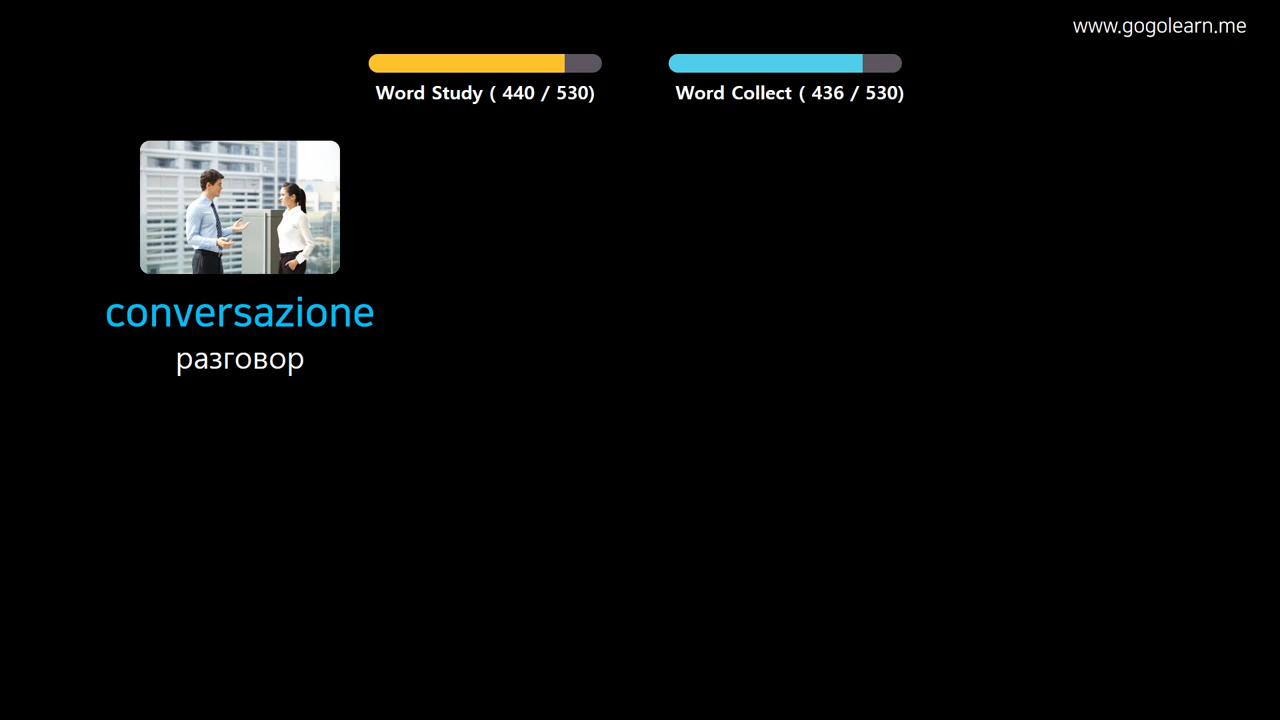 www.gogolearn.me
Word Study ( 440 / 530)
Word Collect ( 436 / 530)
conversazione
разговор